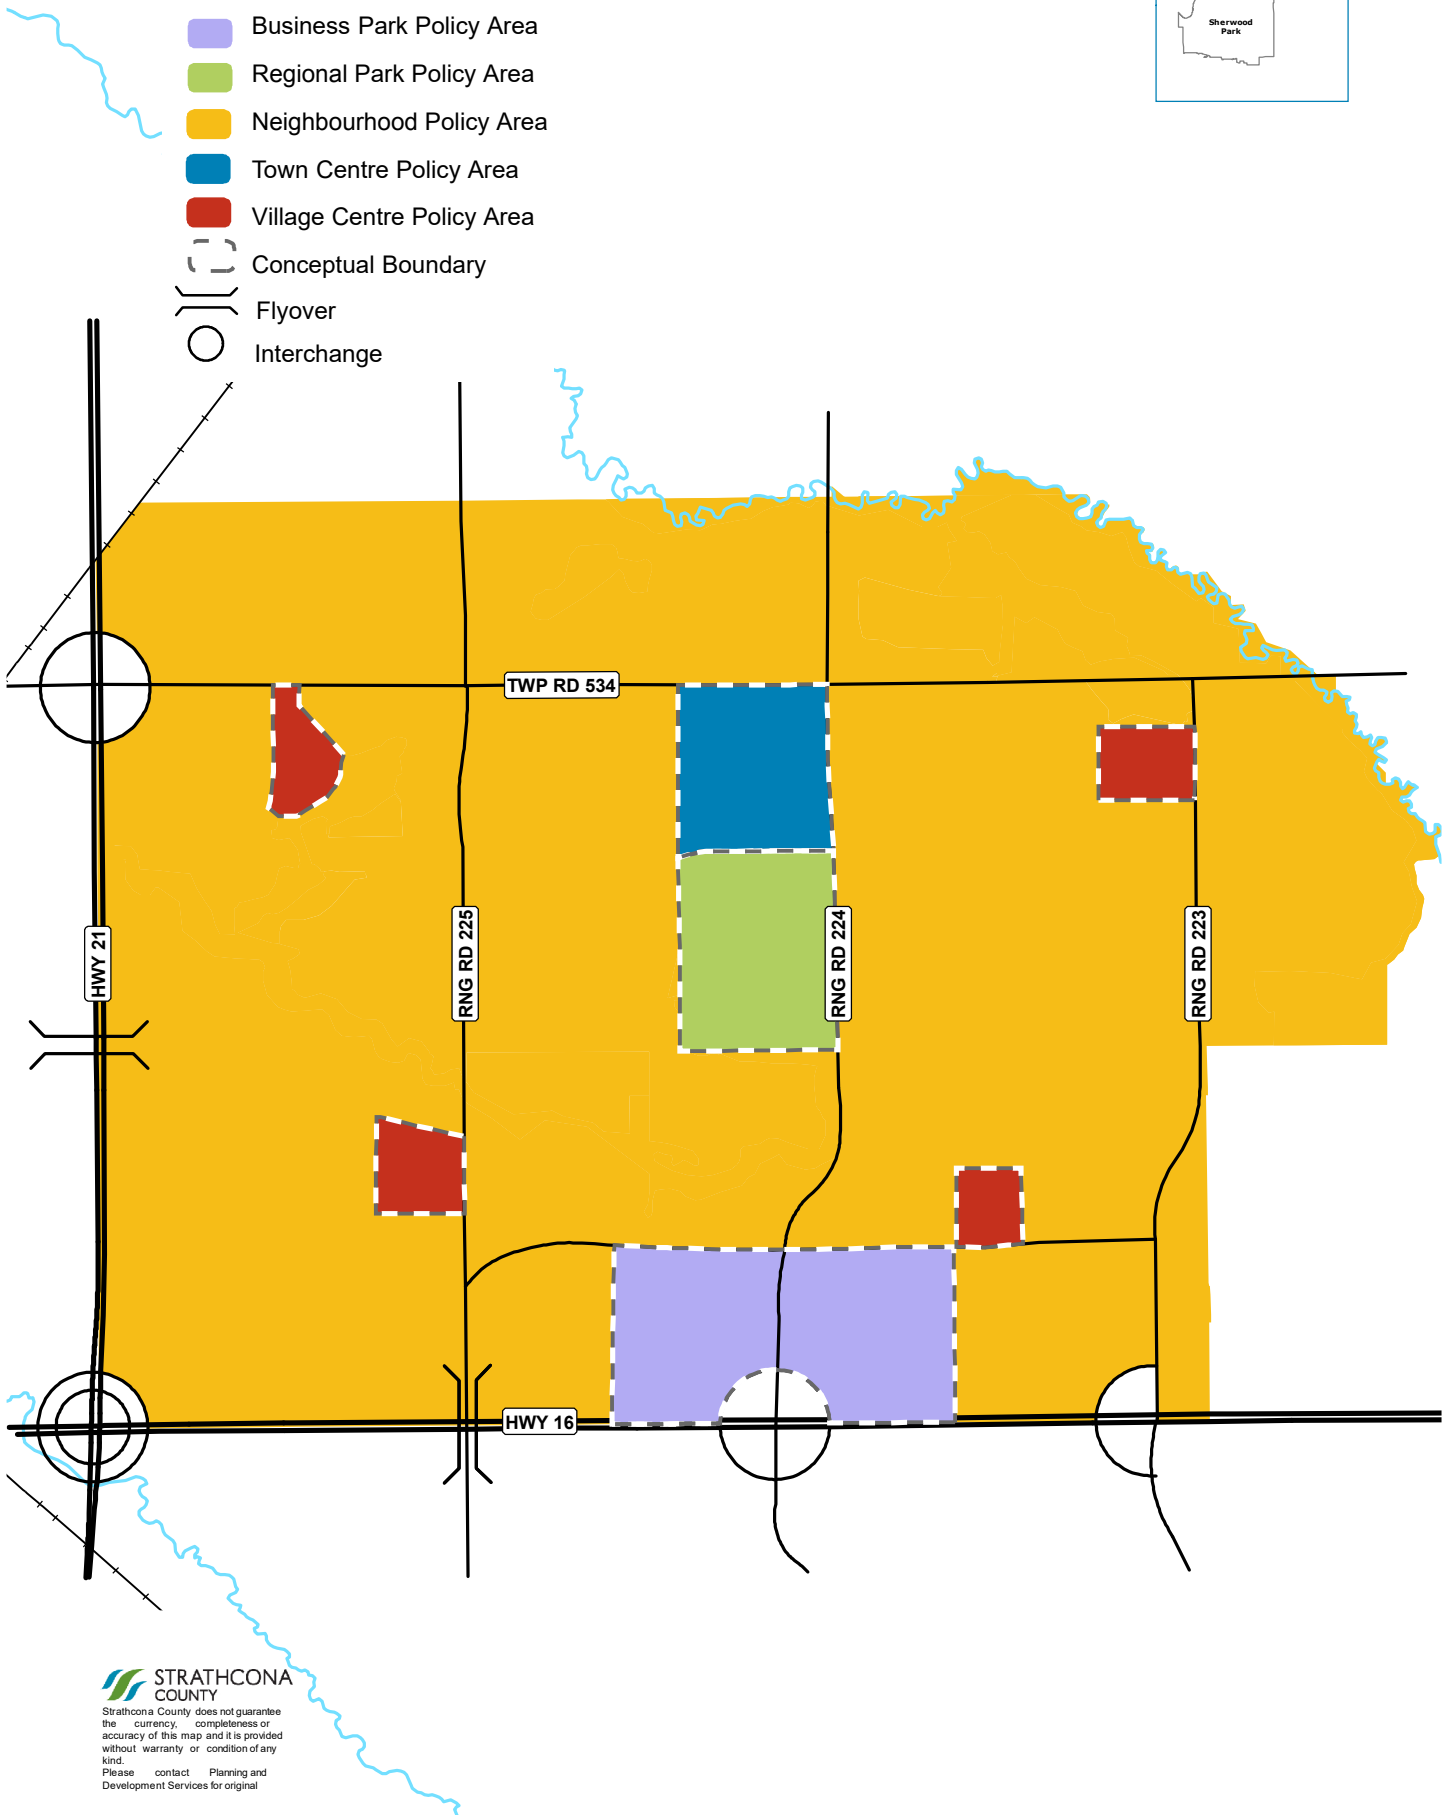 Business Park Policy Area
Regional Park Policy Area
Neighbourhood Policy Area
Town Centre Policy Area
Village Centre Policy Area
Conceptual Boundary
Flyover
Interchange
Sherwood
Park
TWP RD 534
HWY 21
RNG RD 225
RNG RD 224
RNG RD 223
HWY 16
STRATHCONA
COUNTY
Strathcona County does not guarantee
the currency, completeness or
accuracy of this map and it is provided
without warranty or condition of any
kind.
Please contact Planning and
Development Services for original